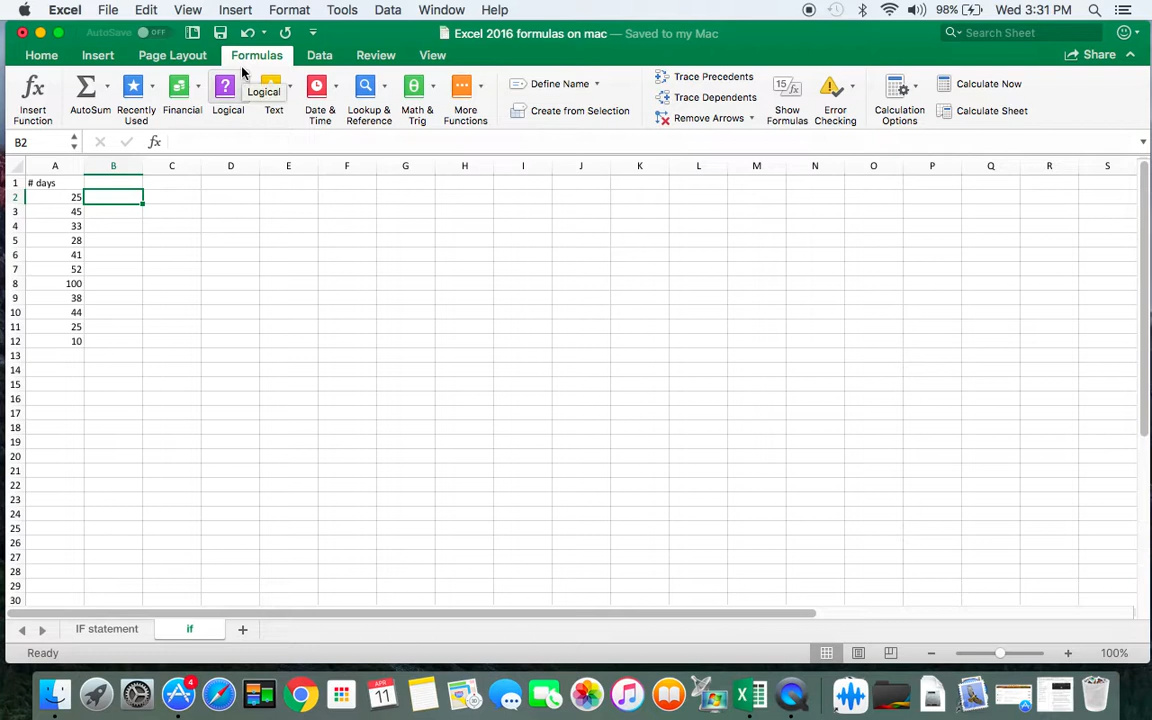 Excel File Edit View Insert Format Tools Data Window Help 98% Wed 3:31 PM
AutoSave OFF Excel 2016 formulas on mac — Saved to my Mac Search Sheet
Home Insert Page Layout Formulas Data Review View Share
Insert Function
AutoSum
Recently Used
Financial
Logical
Logical
Text
Date & Time
Lookup & Reference
Math & Trig
More Functions
Define Name
Create from Selection
Trace Precedents
Trace Dependents
Remove Arrows
15 fx Show Formulas
Error Checking
Calculation Options
Calculate Now
Calculate Sheet
B2 fx
A B C D E F G H I J K L M N O P Q R S
1 # days
2 25
3 45
4 33
5 28
6 41
7 52
8 100
9 38
10 44
11 25
12 10
13
14
15
16
17
18
19
20
21
22
23
24
25
26
27
28
29
30
IF statement if +
Ready 100%
4 APR 11